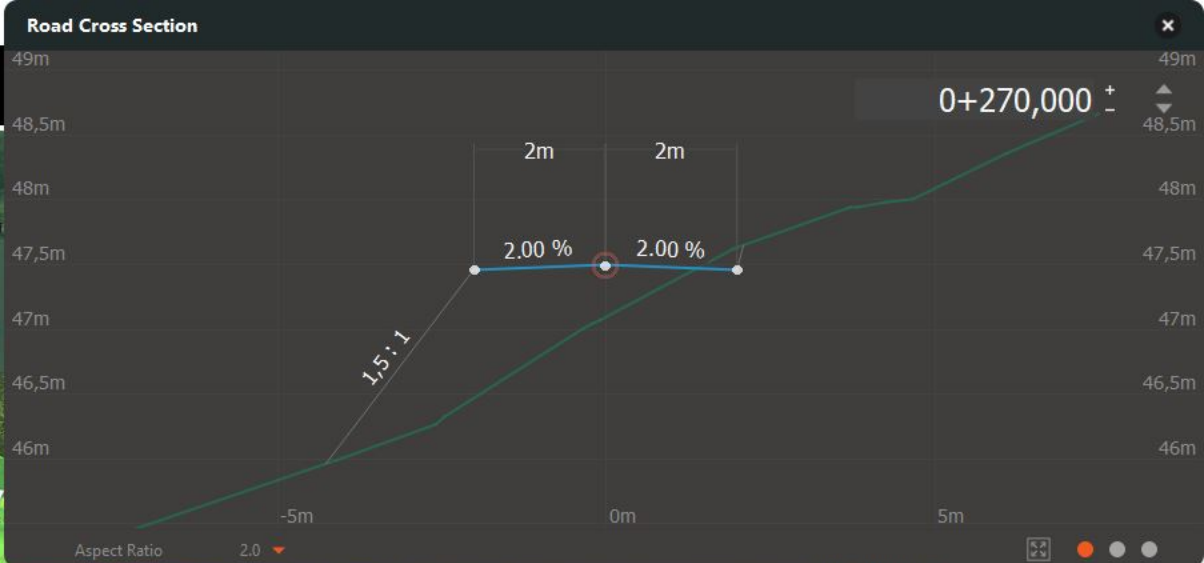 Road Cross Section
49m 49m
0+270,000 + −
48,5m 48,5m
2m 2m
48m 48m
2.00 % 2.00 %
47,5m 47,5m
47m 47m
1,5 : 1
46,5m 46,5m
46m 46m
-5m 0m 5m
Aspect Ratio 2.0